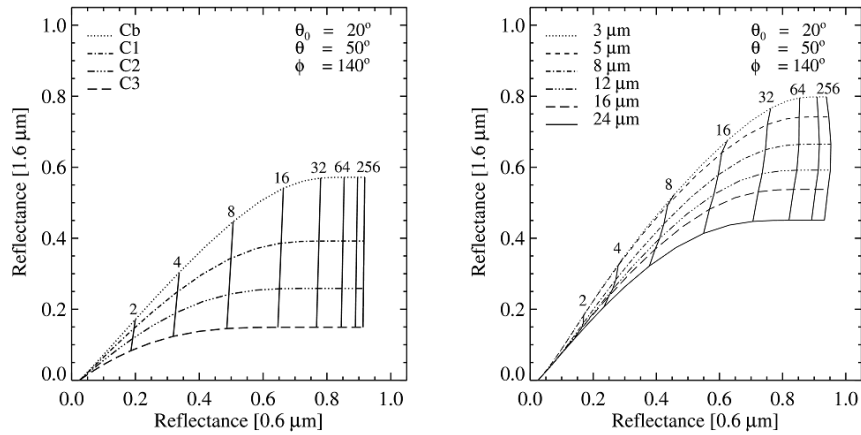 1.0
0.8
0.6
0.4
0.2
0.0
Reflectance [1.6 μm]
Cb
C1
C2
C3
θ₀ = 20°
θ = 50°
ϕ = 140°
2
4
8
16
32
64
256
0.0 0.2 0.4 0.6 0.8 1.0
Reflectance [0.6 μm]
1.0
0.8
0.6
0.4
0.2
0.0
Reflectance [1.6 μm]
3 μm
5 μm
8 μm
12 μm
16 μm
24 μm
θ₀ = 20°
θ = 50°
ϕ = 140°
2
4
8
16
32
64
256
0.0 0.2 0.4 0.6 0.8 1.0
Reflectance [0.6 μm]